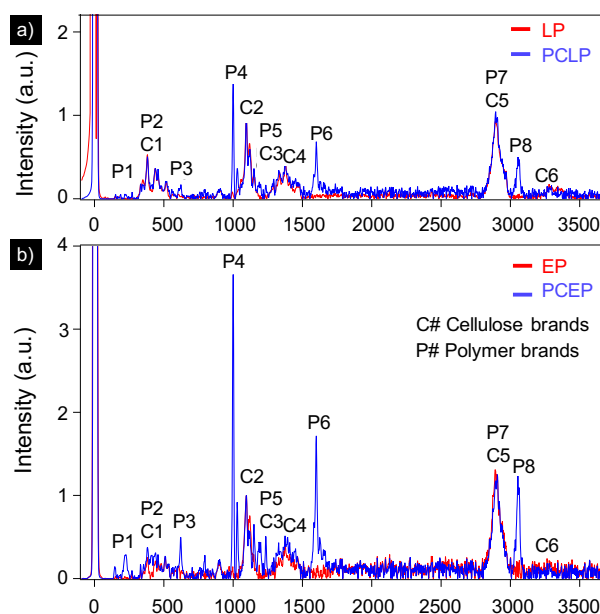 a)
2
1
0
Intensity (a.u.)
LP
PCLP
P1
P2
C1
P3
P4
C2
P5
C3
C4
P6
P7
C5
P8
C6
0 500 1000 1500 2000 2500 3000 3500
b)
4
3
2
1
0
Intensity (a.u.)
EP
PCEP
C# Cellulose brands
P# Polymer brands
P1
P2
C1
P3
P4
C2
P5
C3
C4
P6
P7
C5
P8
C6
0 500 1000 1500 2000 2500 3000 3500